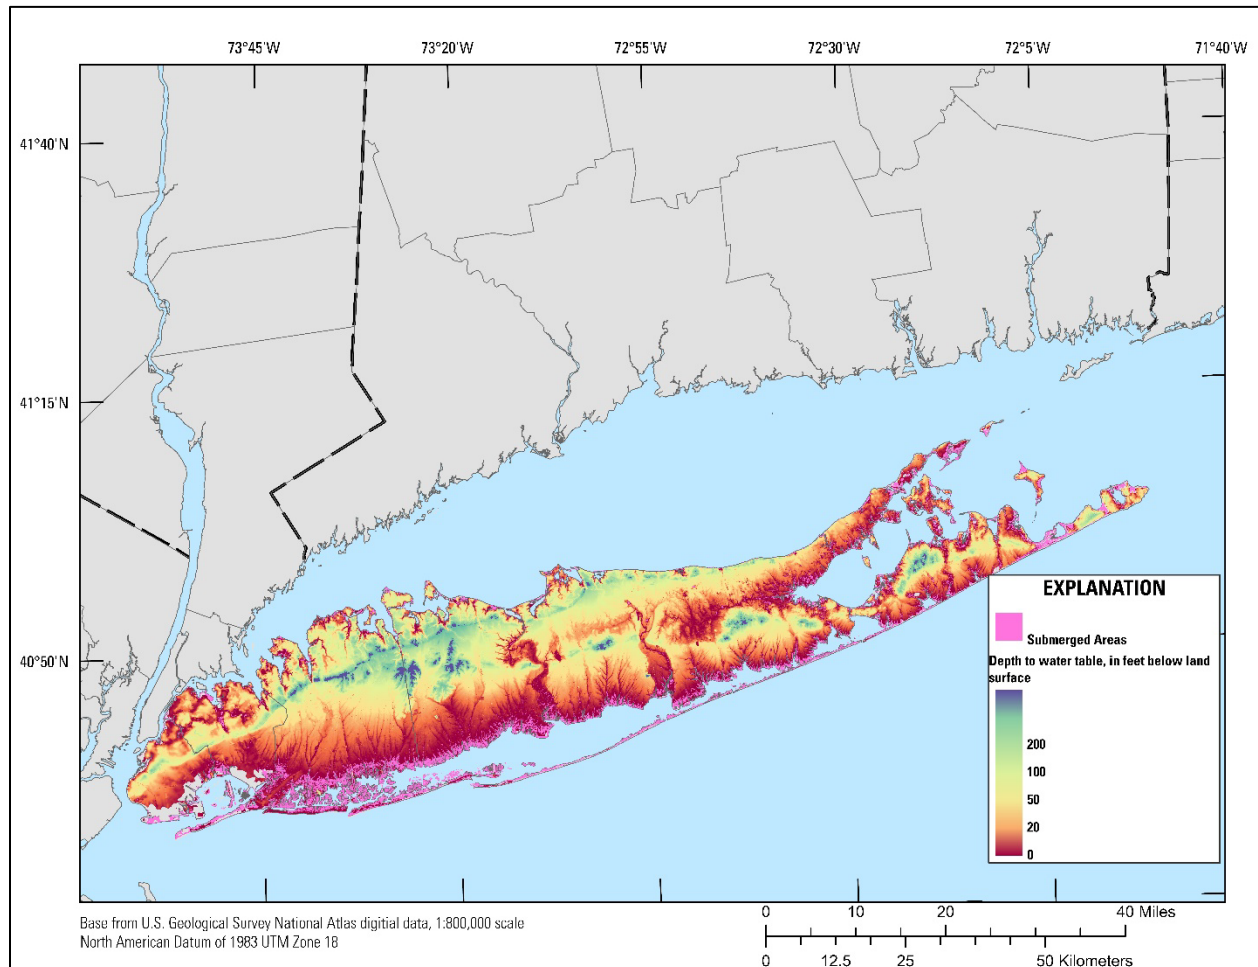 73°45'W 73°20'W 72°55'W 72°30'W 72°5'W 71°40'W
41°40'N
41°15'N
40°50'N
EXPLANATION
Submerged Areas
Depth to water table, in feet below land
surface
200
100
50
20
0
Base from U.S. Geological Survey National Atlas digitial data, 1:800,000 scale
North American Datum of 1983 UTM Zone 18
0 10 20 40 Miles
0 12.5 25 50 Kilometers